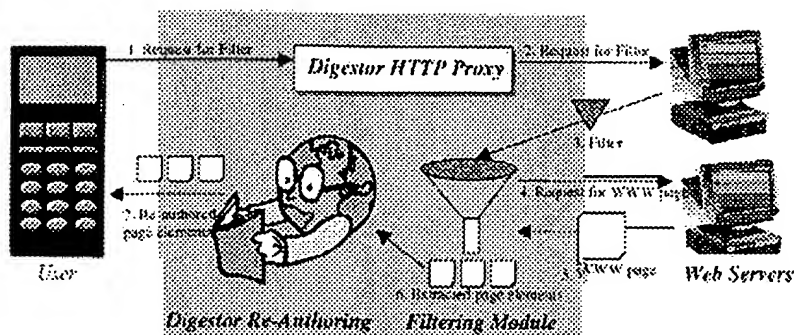 1. Request for Filter
Digestor HTTP Proxy
2. Request for Filter
3. Filter
4. Request for WWW page
5. WWW page
6. Extracted page elements
7. Re-authored
page elements
User
Digestor Re-Authoring
Filtering Module
Web Servers